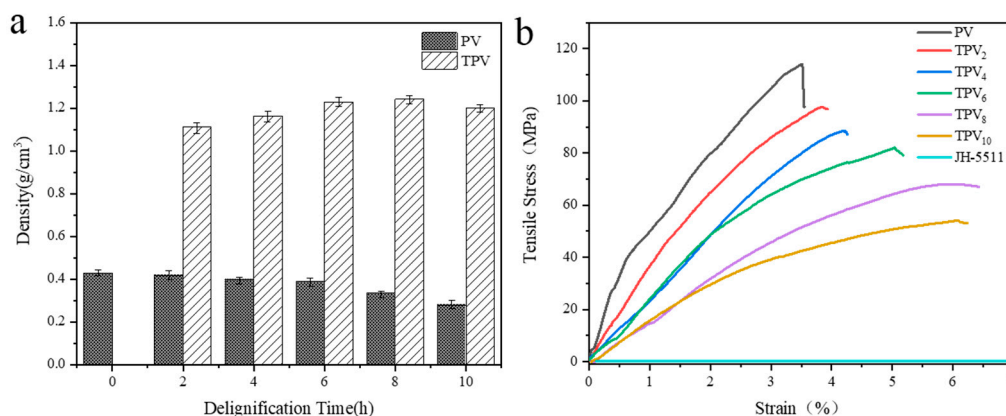 a
1.6
1.4
1.2
1.0
0.8
0.6
0.4
0.2
0.0
Density(g/cm³)
PV
TPV
0 2 4 6 8 10
Delignification Time(h)
b
120
100
80
60
40
20
0
Tensile Stress（MPa）
PV
TPV₂
TPV₄
TPV₆
TPV₈
TPV₁₀
JH-5511
0 1 2 3 4 5 6
Strain（%）